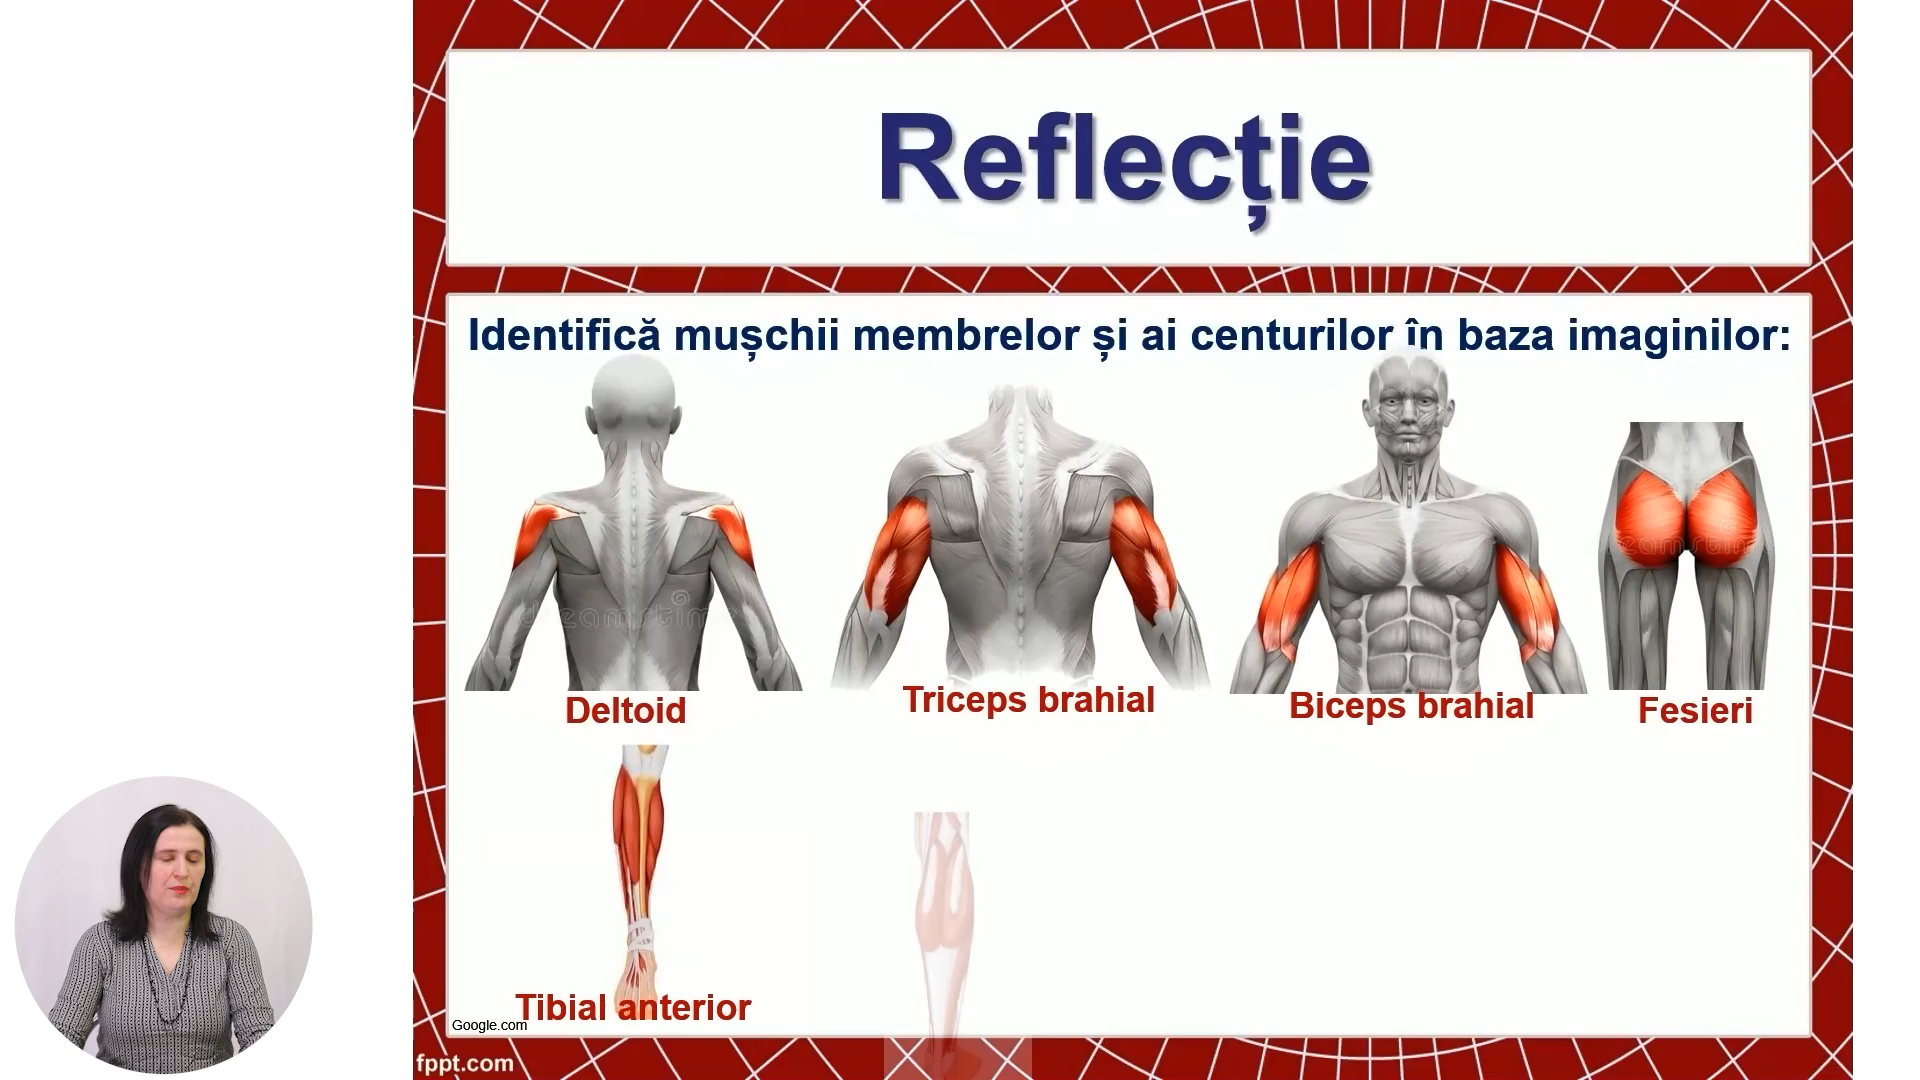 Reflecție
Identifică mușchii membrelor și ai centurilor în baza imaginilor:
dreamstime
Deltoid
Triceps brahial
Biceps brahial
Fesieri
Tibial anterior
Google.com
fppt.com